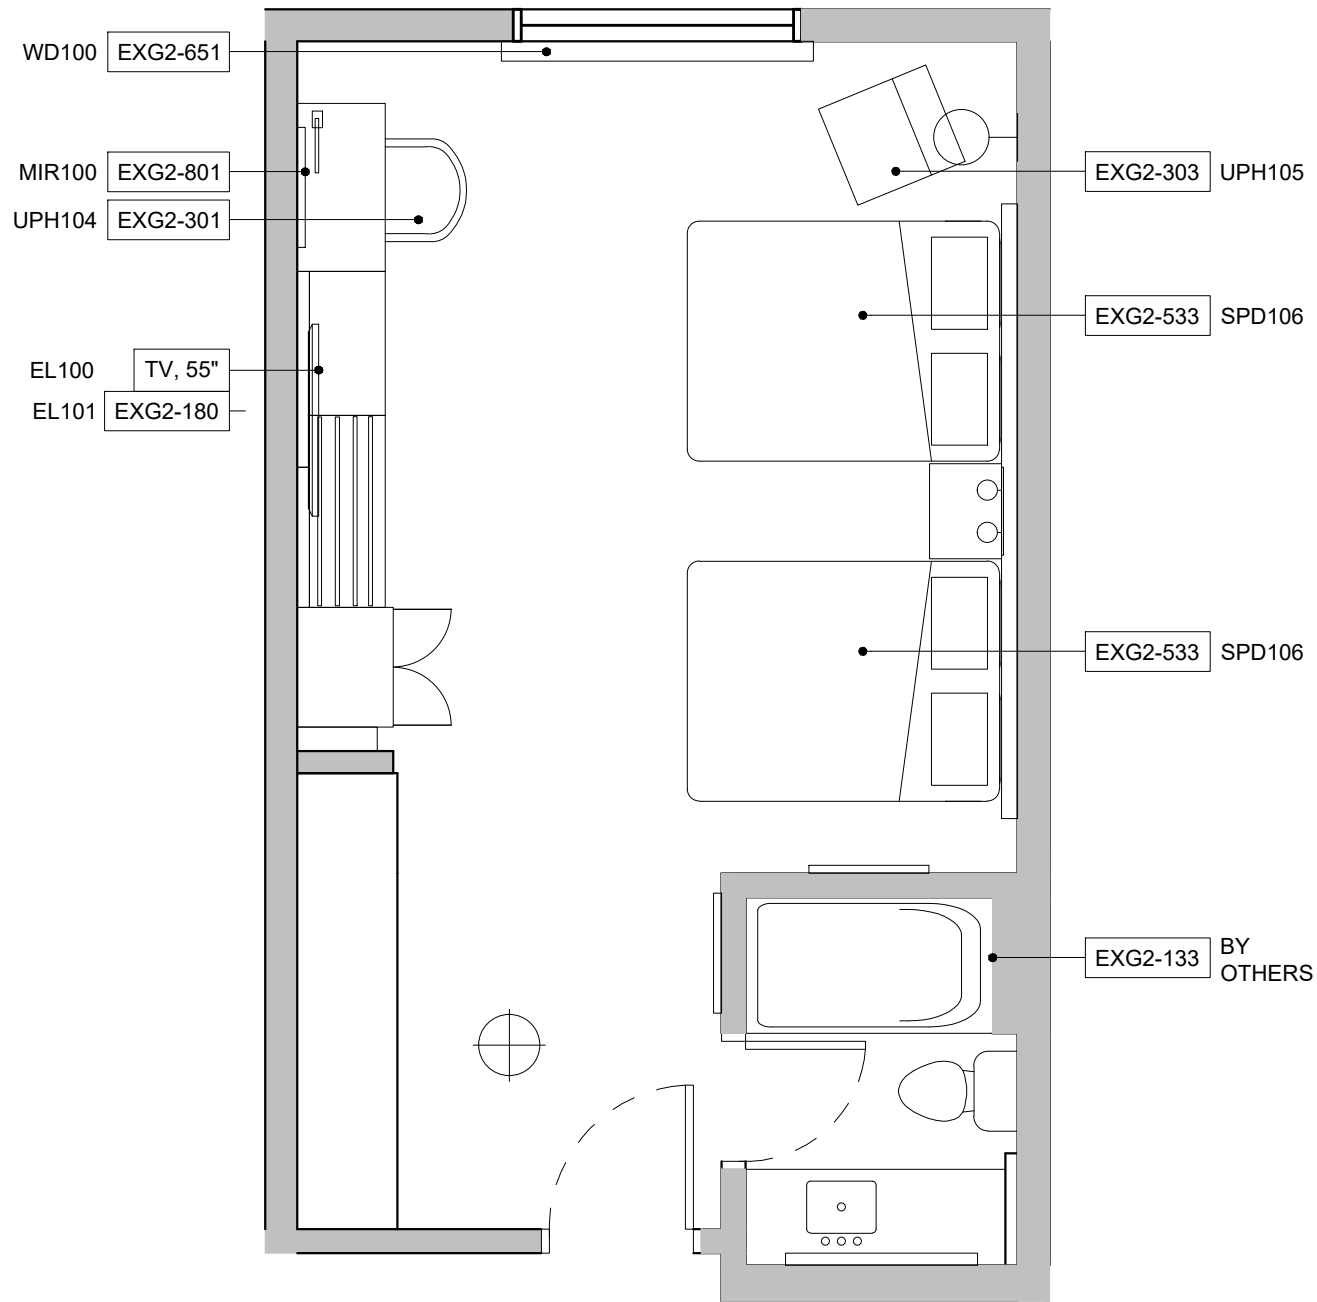 WD100 EXG2-651
MIR100 EXG2-801
UPH104 EXG2-301
EL100 TV, 55"
EL101 EXG2-180
EXG2-303 UPH105
EXG2-533 SPD106
EXG2-533 SPD106
EXG2-133 BY
OTHERS